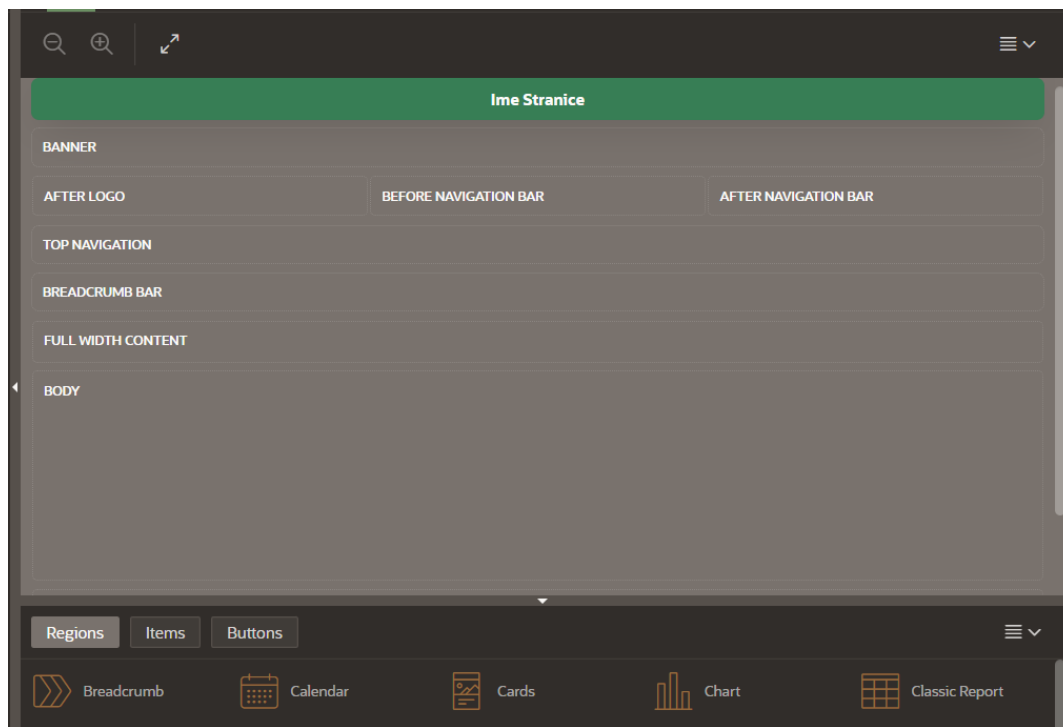 Ime Stranice
BANNER
AFTER LOGO BEFORE NAVIGATION BAR AFTER NAVIGATION BAR
TOP NAVIGATION
BREADCRUMB BAR
FULL WIDTH CONTENT
BODY
Regions Items Buttons
Breadcrumb Calendar Cards Chart Classic Report